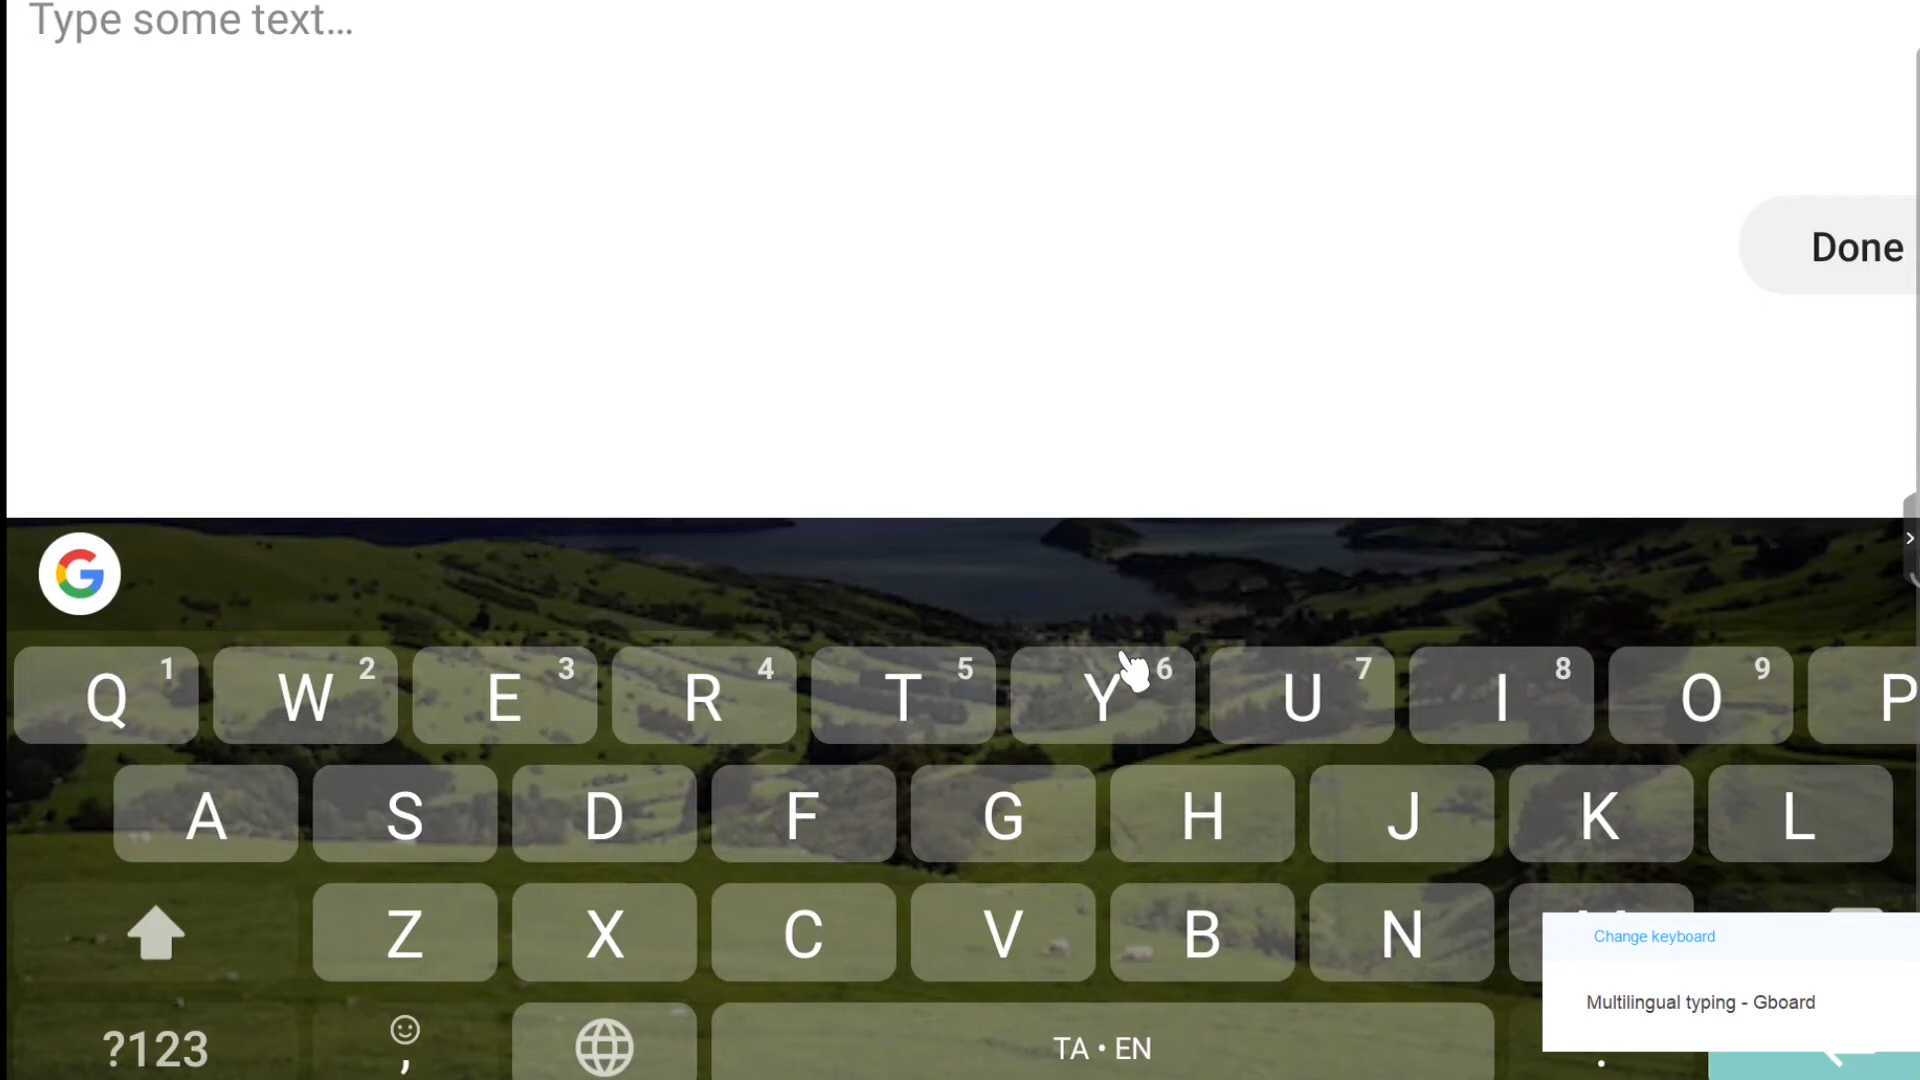 Type some text...
Done
G
Q 1 W 2 E 3 R 4 T 5 Y 6 U 7 I 8 O 9 P
A S D F G H J K L
Z X C V B N
Change keyboard
Multilingual typing - Gboard
?123 , TA • EN .